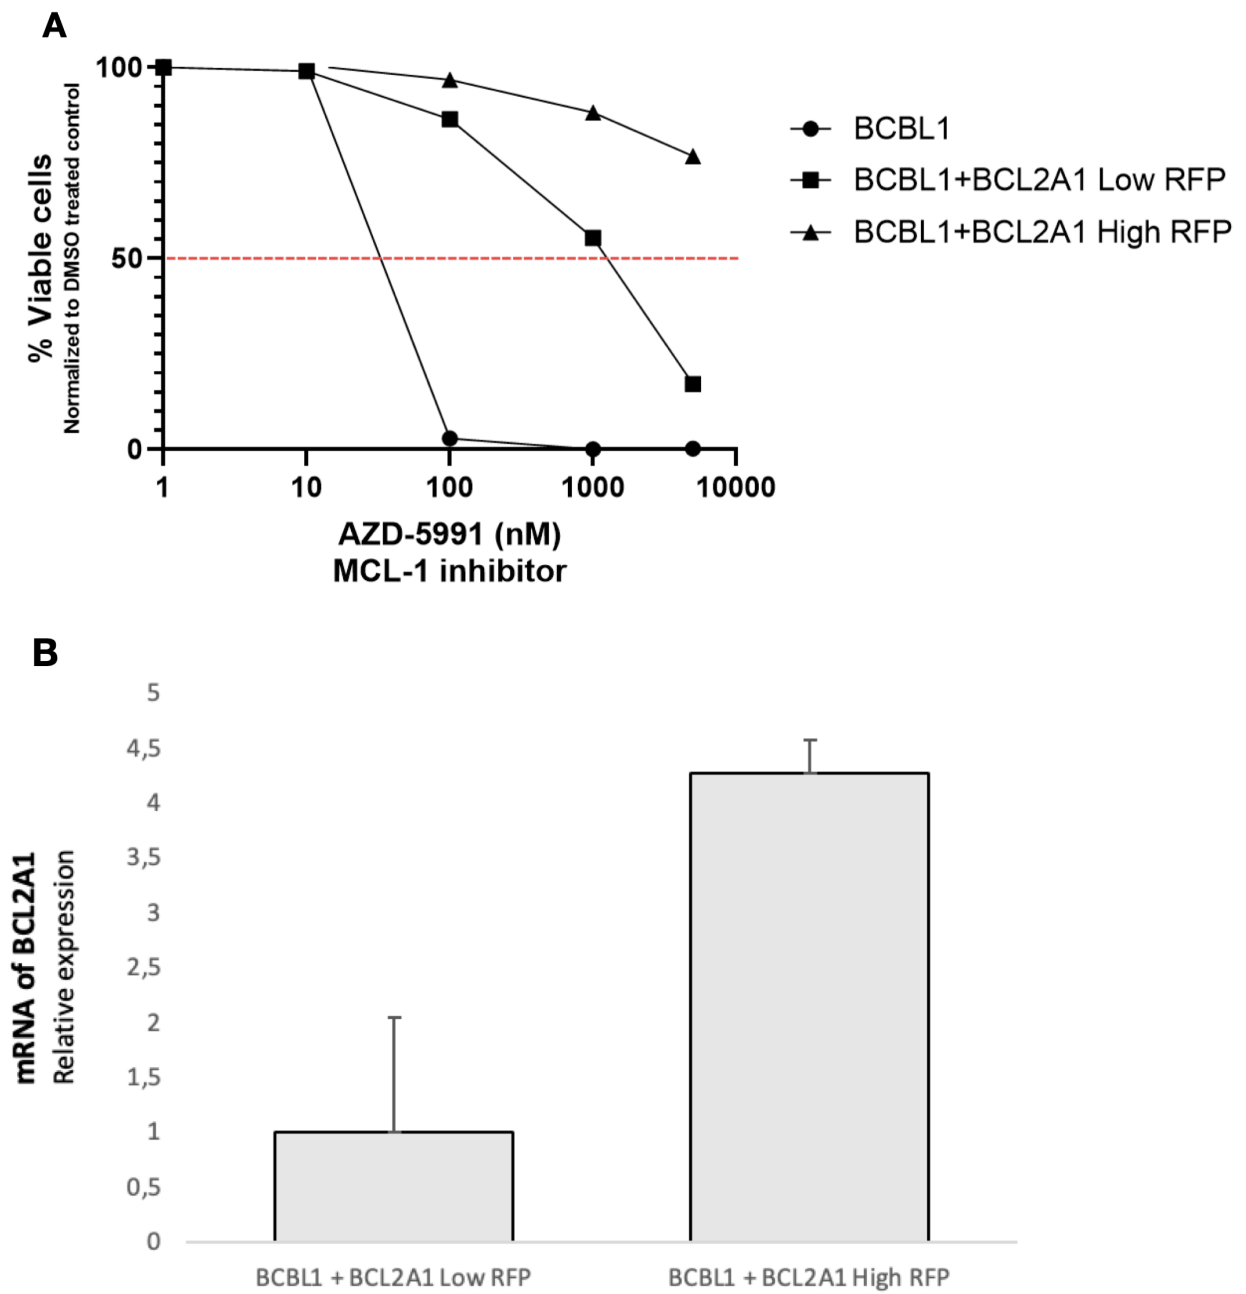 A
100
50
0
% Viable cells
Normalized to DMSO treated control
1 10 100 1000 10000
AZD-5991 (nM)
MCL-1 inhibitor
BCBL1
BCBL1+BCL2A1 Low RFP
BCBL1+BCL2A1 High RFP
B
5
4,5
4
3,5
3
2,5
2
1,5
1
0,5
0
mRNA of BCL2A1
Relative expression
BCBL1 + BCL2A1 Low RFP
BCBL1 + BCL2A1 High RFP